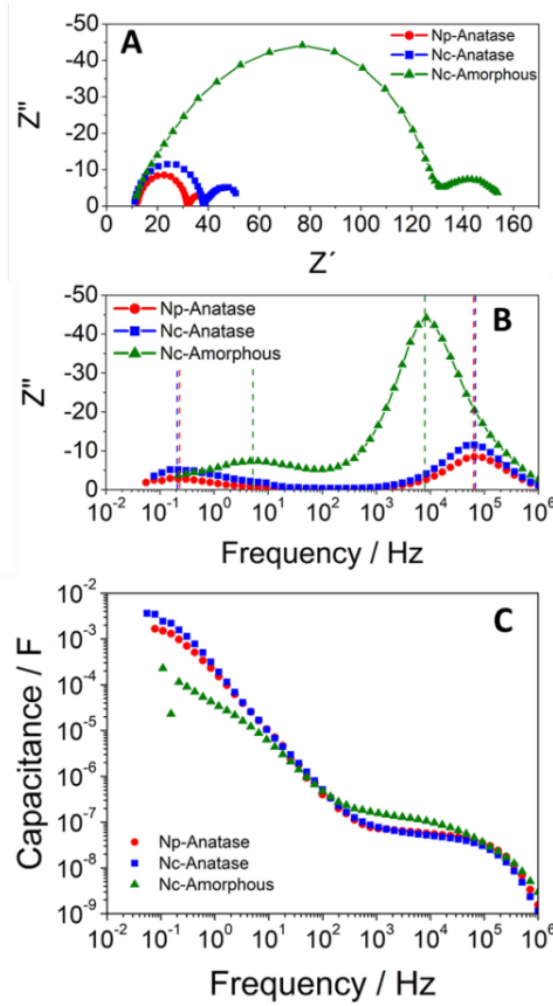 A
Np-Anatase
Nc-Anatase
Nc-Amorphous
-50
-40
-30
-20
-10
0
Z''
0 20 40 60 80 100 120 140 160
Z´
B
Np-Anatase
Nc-Anatase
Nc-Amorphous
-50
-40
-30
-20
-10
0
Z''
10-2 10-1 100 101 102 103 104 105 106
Frequency / Hz
C
10-2
10-3
10-4
10-5
10-6
10-7
10-8
10-9
Capacitance / F
Np-Anatase
Nc-Anatase
Nc-Amorphous
10-2 10-1 100 101 102 103 104 105 106
Frequency / Hz